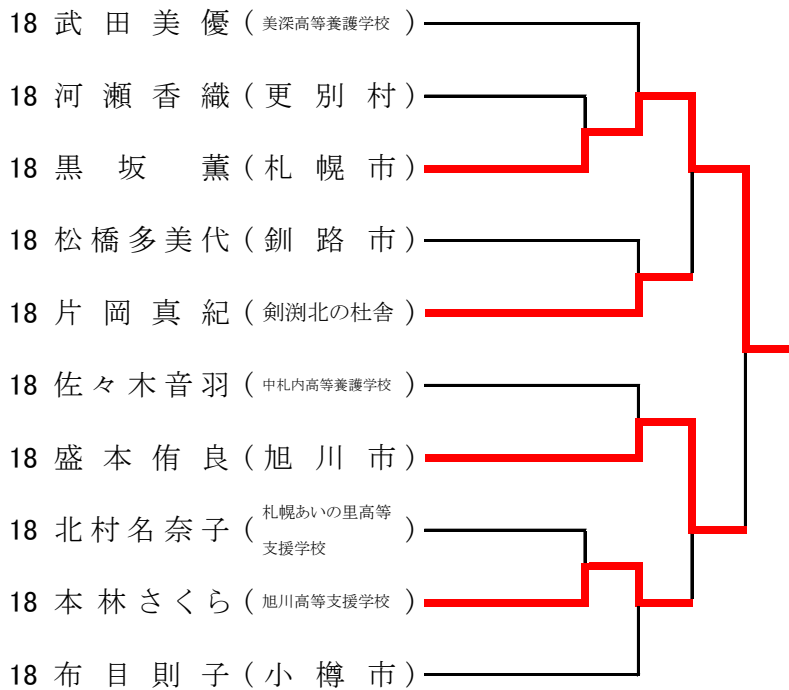 18 武田美優(美深高等養護学校)
18 河瀬香織(更別村)
18 黒坂薫(札幌市)
18 松橋多美代(釧路市)
18 片岡真紀(剣渕北の杜舎)
18 佐々木音羽(中札内高等養護学校)
18 盛本侑良(旭川市)
18 北村名奈子(札幌あいの里高等
支援学校)
18 本林さくら(旭川高等支援学校)
18 布目則子(小樽市)